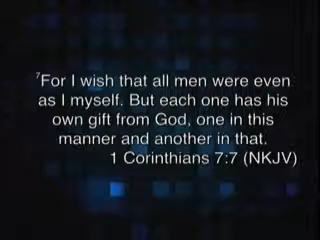 ⁷For I wish that all men were even
as I myself. But each one has his
own gift from God, one in this
manner and another in that.
1 Corinthians 7:7 (NKJV)